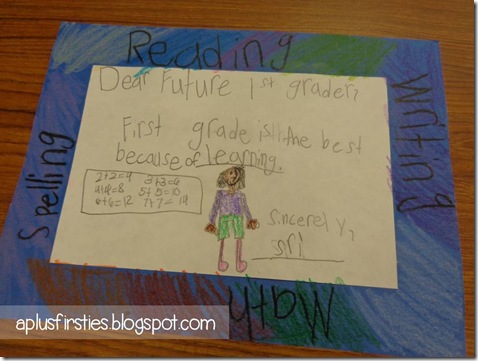 Reading
Writing
Math
Spelling
Dear Future 1st grader,
First grade is the best
because of learning.
2+2=4 3+3=6
4+4=8 5+5=10
6+6=12 7+7=14
Sincerely,
Sri
aplusfirsties.blogspot.com